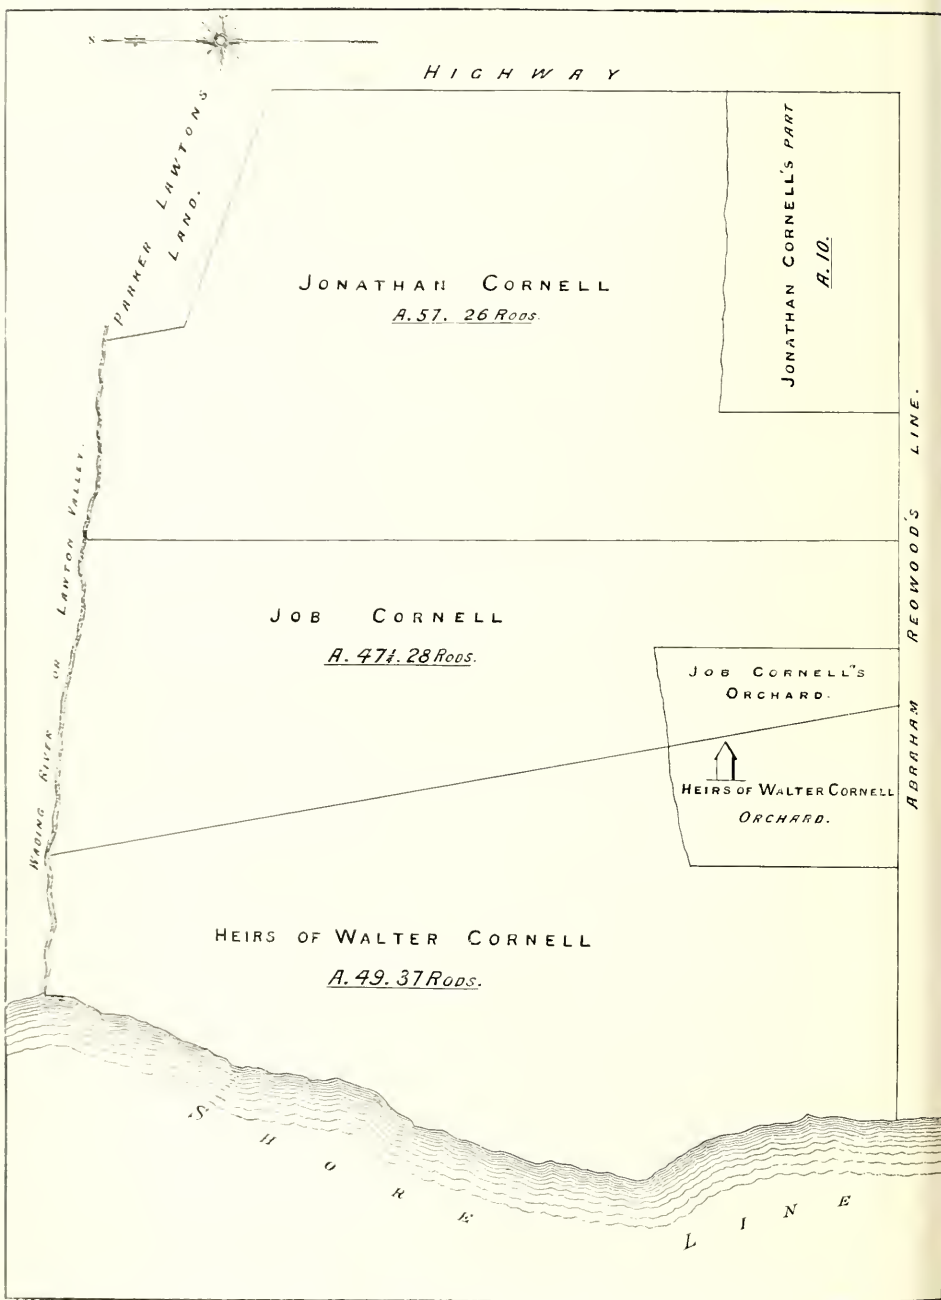 S
HIGHWAY
PARKER LAWTONS
LAND.
JONATHAN CORNELL
A. 57. 26 RODS.
JONATHAN CORNELL'S PART
A. 10.
ABRAHAM REDWOOD'S LINE.
WADING RIVER OR LAWTON VALLEY.
JOB CORNELL
A. 47¼. 28 RODS.
JOB CORNELL'S
ORCHARD.
HEIRS OF WALTER CORNELL
ORCHARD.
HEIRS OF WALTER CORNELL
A. 49. 37 RODS.
SHORE LINE